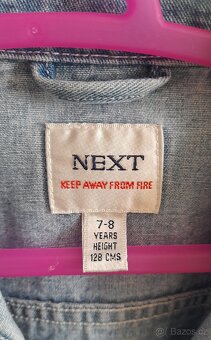 NEXT
KEEP AWAY FROM FIRE
7-8
YEARS
HEIGHT
128 CMS
Bazos.cz